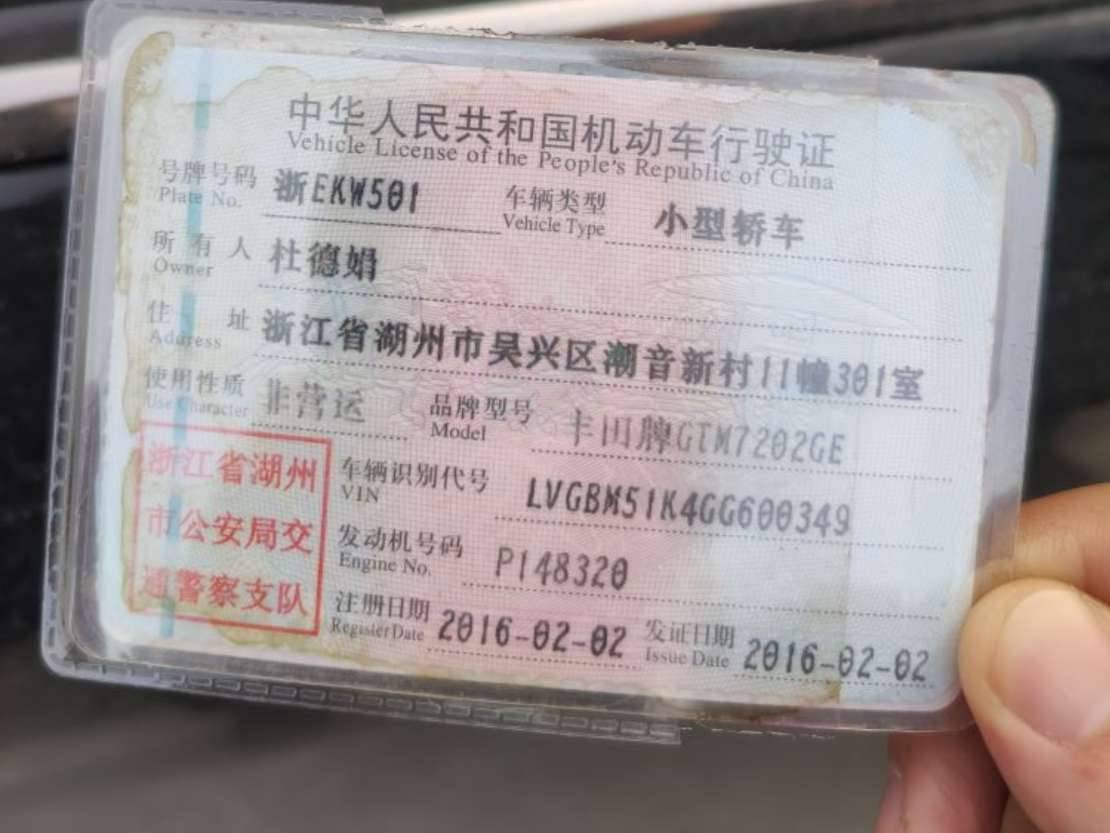 中华人民共和国机动车行驶证
Vehicle License of the People's Republic of China
号牌号码 浙EKW501 车辆类型 小型轿车
Plate No. Vehicle Type
所有人 杜德娟
Owner
住址 浙江省湖州市吴兴区潮音新村11幢301室
Address
使用性质 非营运 品牌型号 丰田牌GTM7202GE
Use Character Model
浙江省湖州
市公安局交
通警察支队
车辆识别代号 LVGBM51K4GG600349
VIN
发动机号码 P148320
Engine No.
注册日期 2016-02-02 发证日期 2016-02-02
Register Date Issue Date